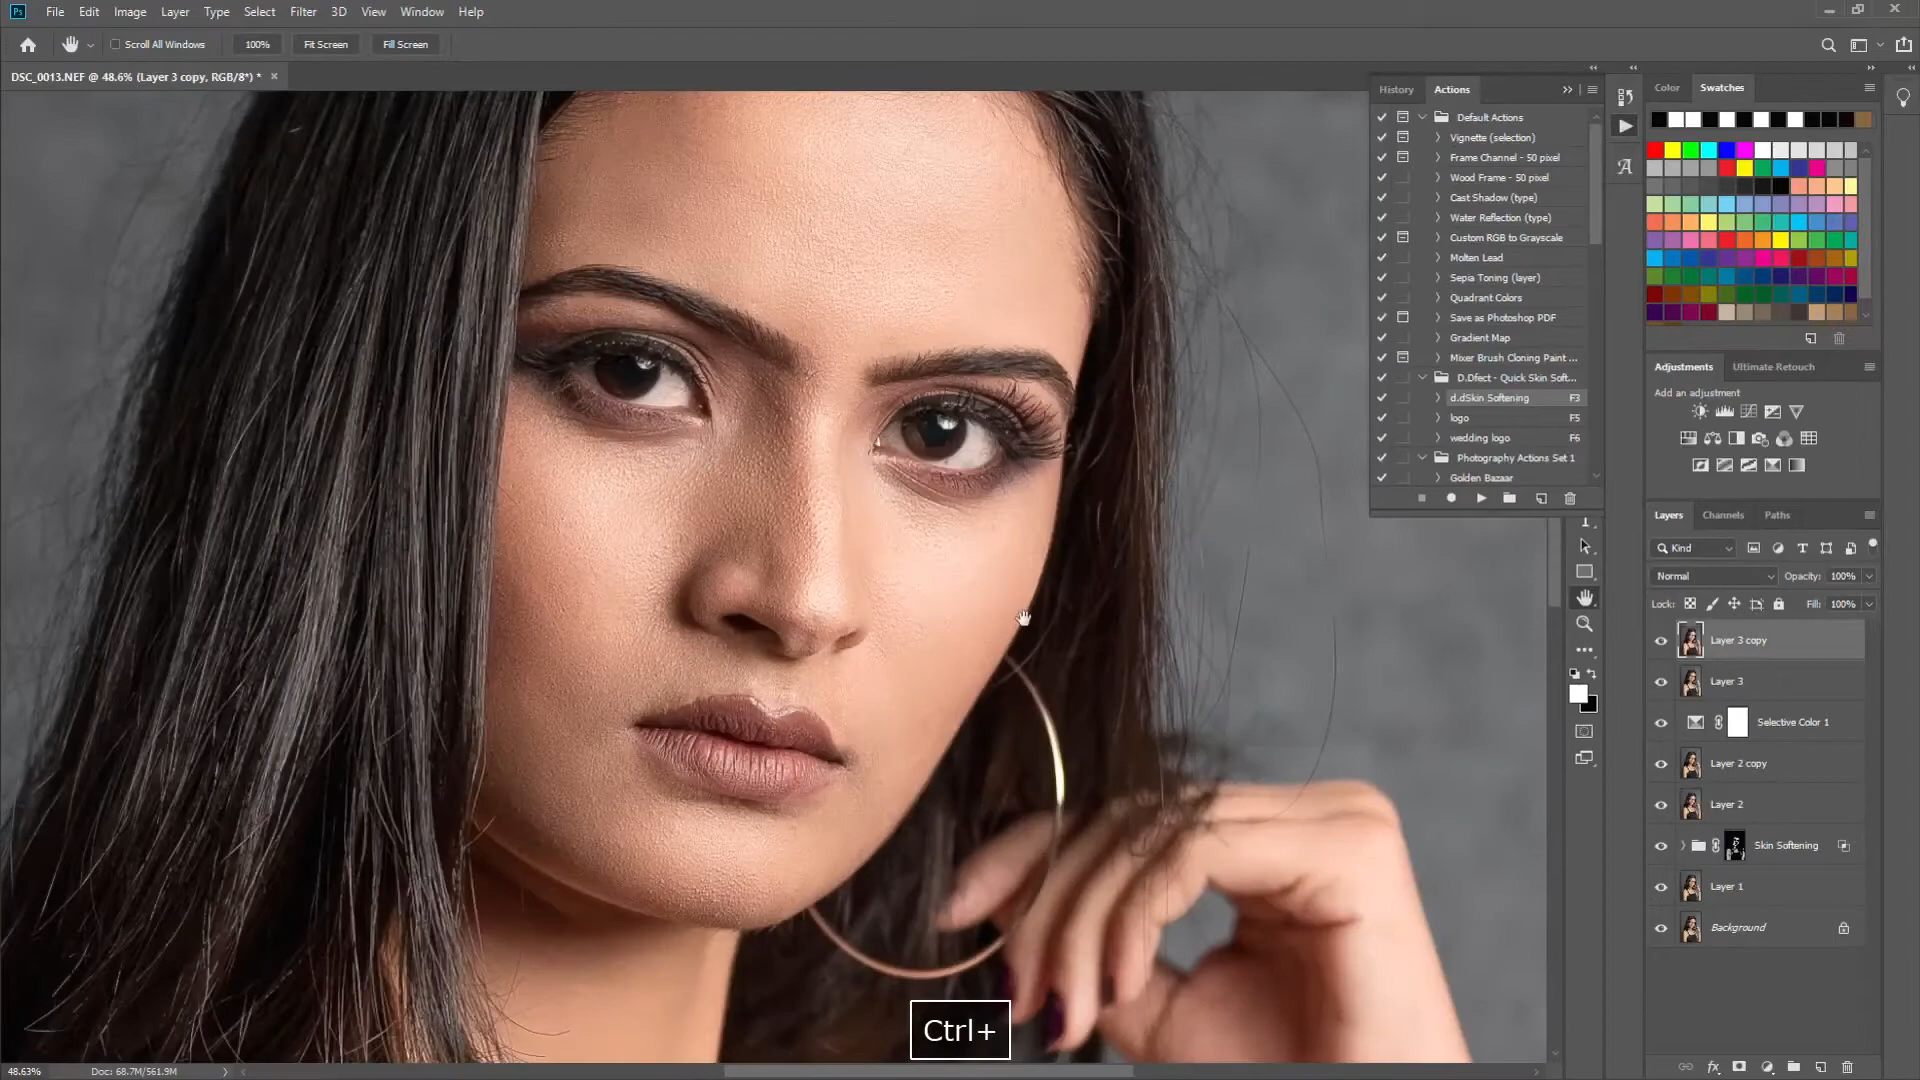 Ps File Edit Image Layer Type Select Filter 3D View Window Help
Scroll All Windows 100% Fit Screen Fill Screen
DSC_0013.NEF @ 48.6% (Layer 3 copy, RGB/8*) *
History Actions
Default Actions
Vignette (selection)
Frame Channel - 50 pixel
Wood Frame - 50 pixel
Cast Shadow (type)
Water Reflection (type)
Custom RGB to Grayscale
Molten Lead
Sepia Toning (layer)
Quadrant Colors
Save as Photoshop PDF
Gradient Map
Mixer Brush Cloning Paint ...
D.Dfect - Quick Skin Soft...
d.dSkin Softening F3
logo F5
wedding logo F6
Photography Actions Set 1
Golden Bazaar
Color Swatches
Adjustments Ultimate Retouch
Add an adjustment
Layers Channels Paths
Kind
Normal Opacity: 100%
Lock: Fill: 100%
Layer 3 copy
Layer 3
Selective Color 1
Layer 2 copy
Layer 2
Skin Softening
Layer 1
Background
Ctrl+
48.63% Doc: 68.7M/561.9M